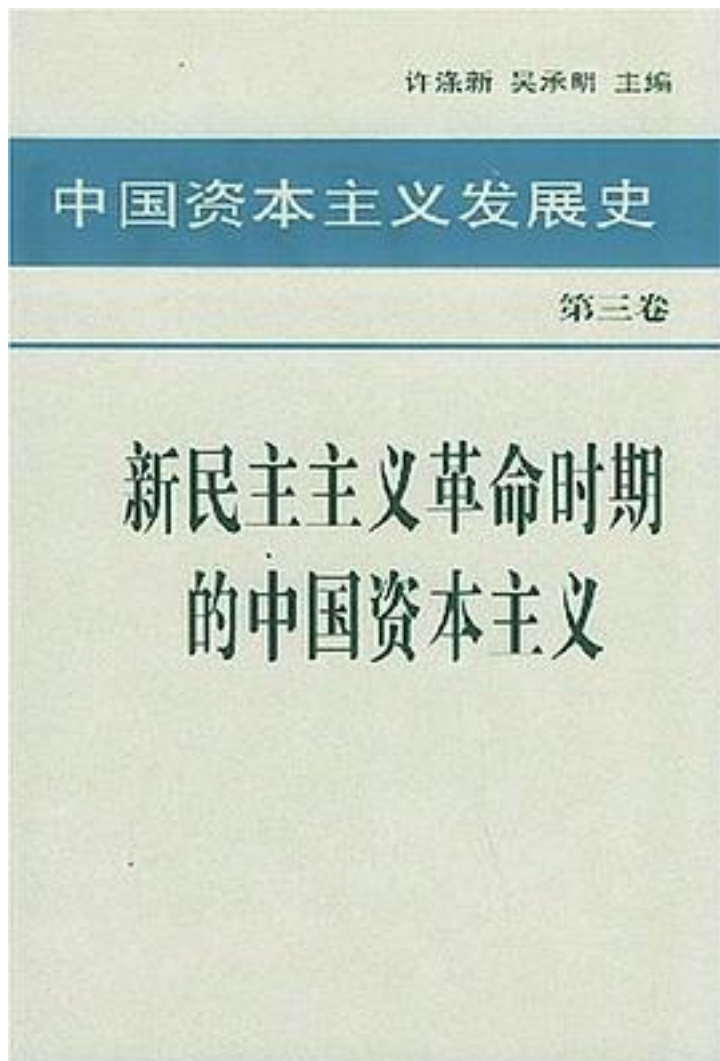 许涤新 吴承明 主编
中国资本主义发展史
第三卷
新民主主义革命时期
的中国资本主义